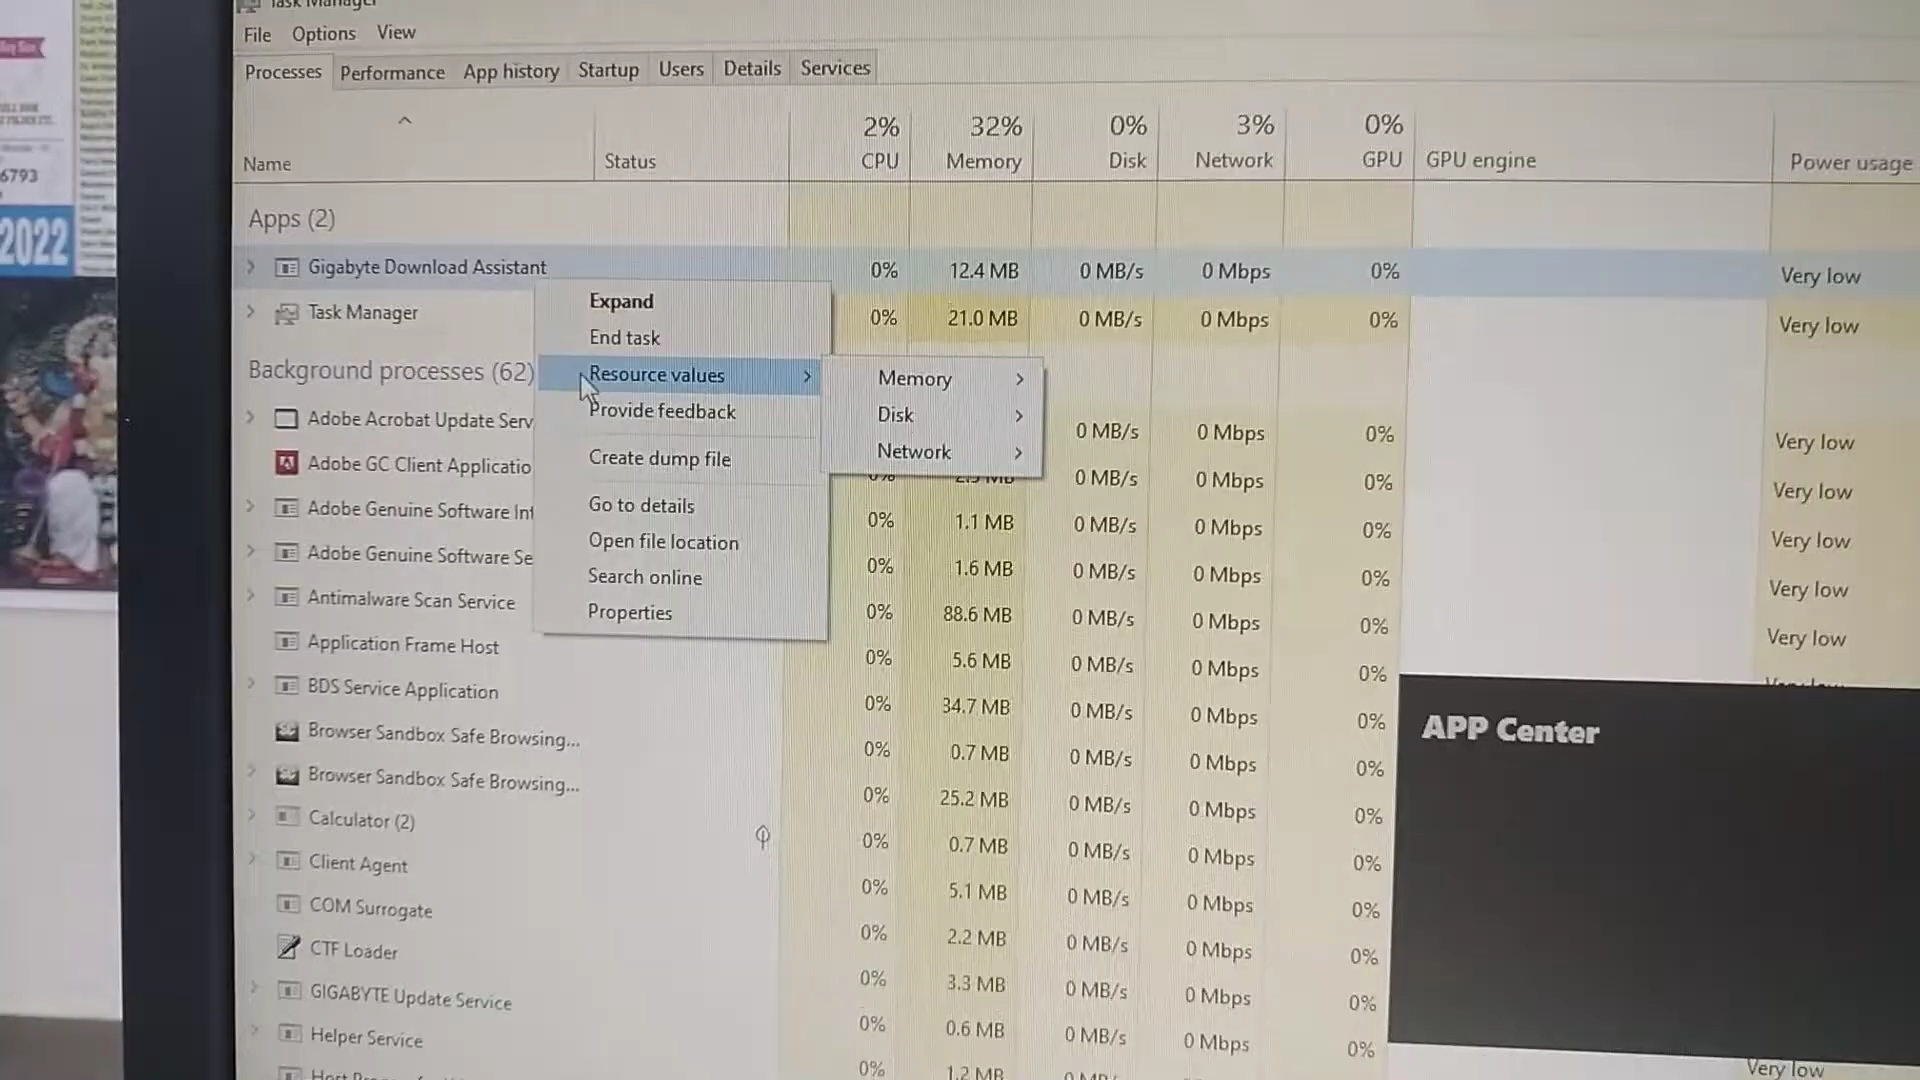 Task Manager
File Options View
Processes Performance App history Startup Users Details Services
2% 32% 0% 3% 0%
Name Status CPU Memory Disk Network GPU GPU engine Power usage
Apps (2)
Gigabyte Download Assistant 0% 12.4 MB 0 MB/s 0 Mbps 0% Very low
Task Manager 0% 21.0 MB 0 MB/s 0 Mbps 0% Very low
Background processes (62)
Adobe Acrobat Update Serv 0 MB/s 0 Mbps 0% Very low
Adobe GC Client Applicatio 0% 2.5 MB 0 MB/s 0 Mbps 0% Very low
Adobe Genuine Software Int 0% 1.1 MB 0 MB/s 0 Mbps 0% Very low
Adobe Genuine Software Se 0% 1.6 MB 0 MB/s 0 Mbps 0% Very low
Antimalware Scan Service 0% 88.6 MB 0 MB/s 0 Mbps 0% Very low
Application Frame Host 0% 5.6 MB 0 MB/s 0 Mbps 0%
BDS Service Application 0% 34.7 MB 0 MB/s 0 Mbps 0%
Browser Sandbox Safe Browsing... 0% 0.7 MB 0 MB/s 0 Mbps 0%
Browser Sandbox Safe Browsing... 0% 25.2 MB 0 MB/s 0 Mbps 0%
Calculator (2) 0% 0.7 MB 0 MB/s 0 Mbps 0%
Client Agent 0% 5.1 MB 0 MB/s 0 Mbps 0%
COM Surrogate 0% 2.2 MB 0 MB/s 0 Mbps 0%
CTF Loader 0% 3.3 MB 0 MB/s 0 Mbps 0%
GIGABYTE Update Service 0% 0.6 MB 0 MB/s 0 Mbps 0%
Helper Service 0% 1.2 MB Very low
Expand
End task
Resource values
Provide feedback
Create dump file
Go to details
Open file location
Search online
Properties
Memory
Disk
Network
APP Center
6793
2022